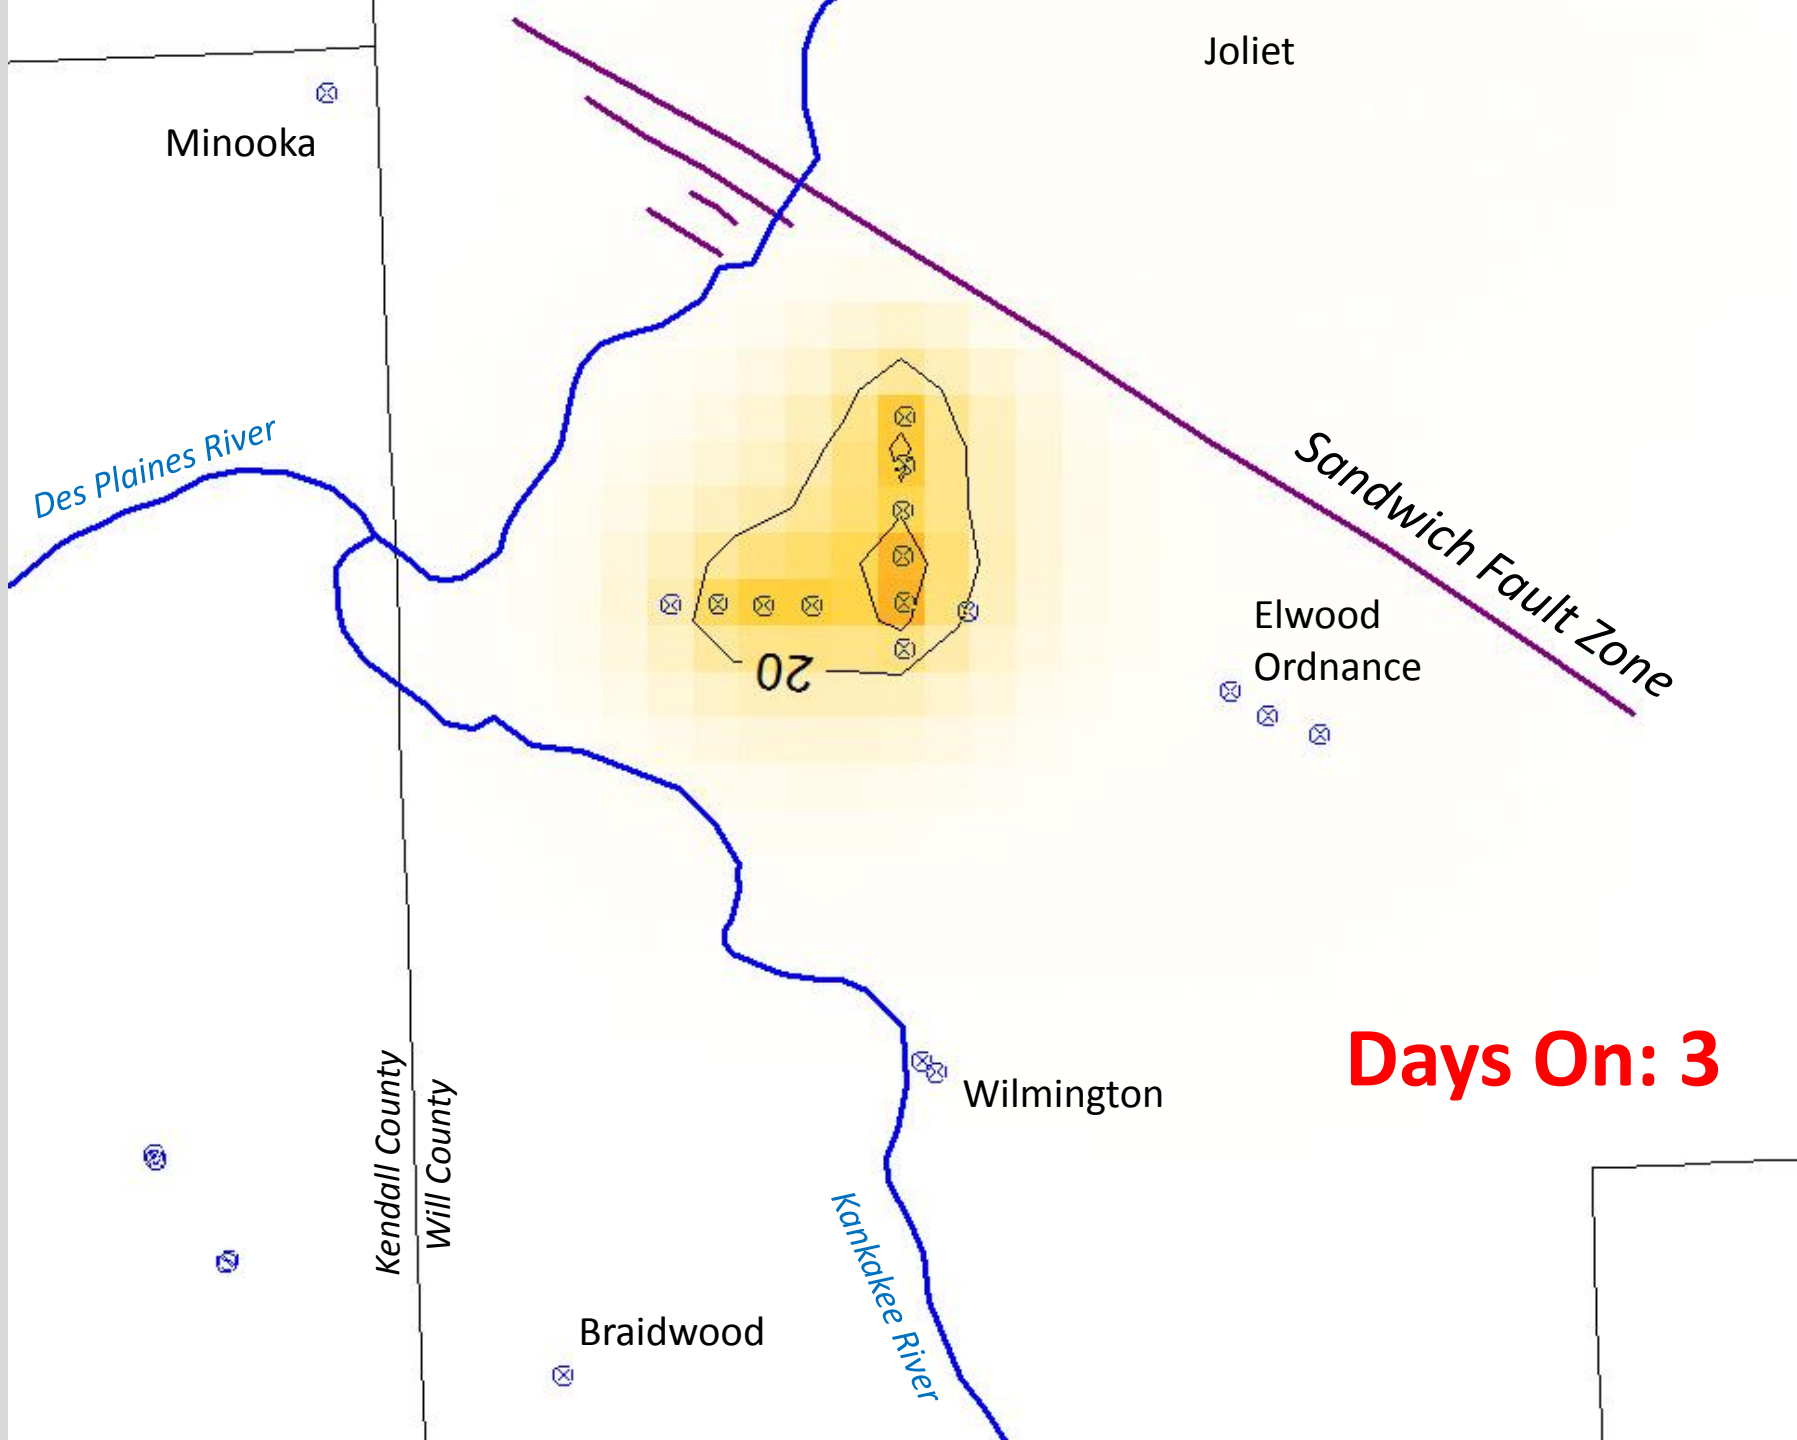 Joliet
Minooka
Des Plaines River
Sandwich Fault Zone
20
Elwood
Ordnance
Days On: 3
Wilmington
Kendall County
Will County
Kankakee River
Braidwood